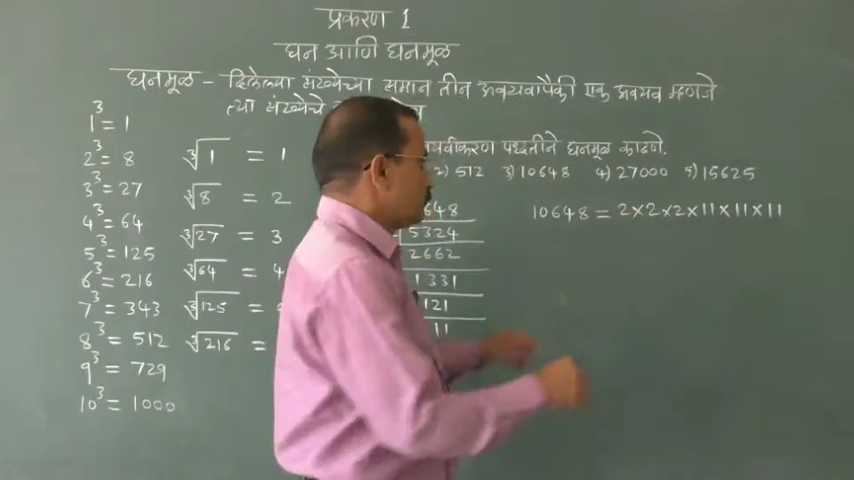 प्रकरण 1
घन आणि घनमूळ
घनमूळ - दिलेल्या संख्येच्या समान तीन अवयवापैकी एक अवयव म्हणजे
त्या संख्येचे
1³ = 1
2³ = 8
3³ = 27
4³ = 64
5³ = 125
6³ = 216
7³ = 343
8³ = 512
9³ = 729
10³ = 1000
∛1 = 1
∛8 = 2
∛27 = 3
∛64 = 4
∛125 =
∛216 =
पद्धतीने घनमूळ काढणे.
2) 512 3) 10648 4) 27000 5) 15625
5324
2662
1331
121
11
10648 = 2×2×2×11×11×11